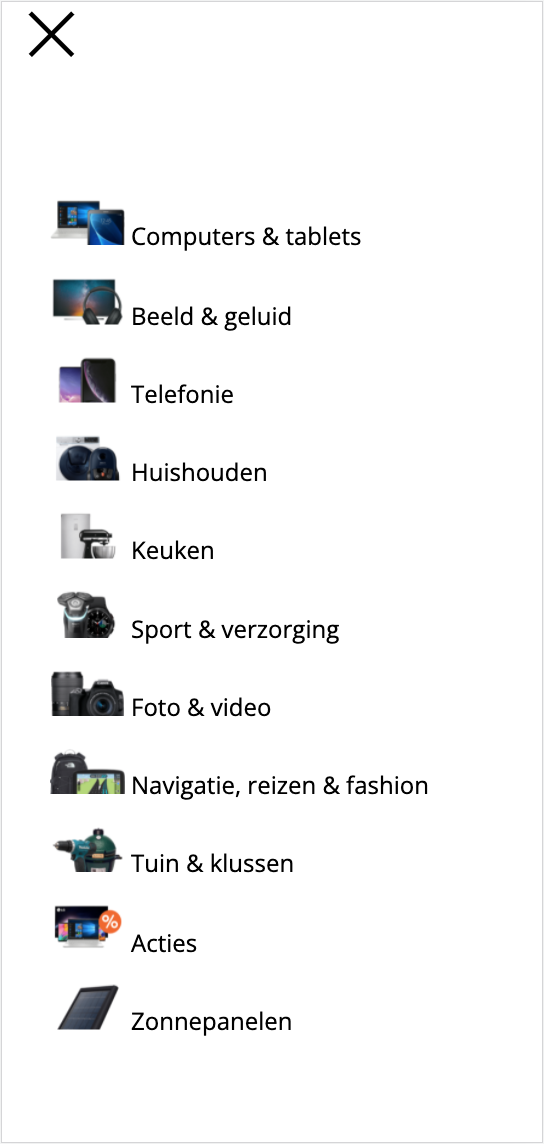 Computers & tablets
Beeld & geluid
Telefonie
Huishouden
Keuken
Sport & verzorging
Foto & video
Navigatie, reizen & fashion
Tuin & klussen
%
Acties
Zonnepanelen